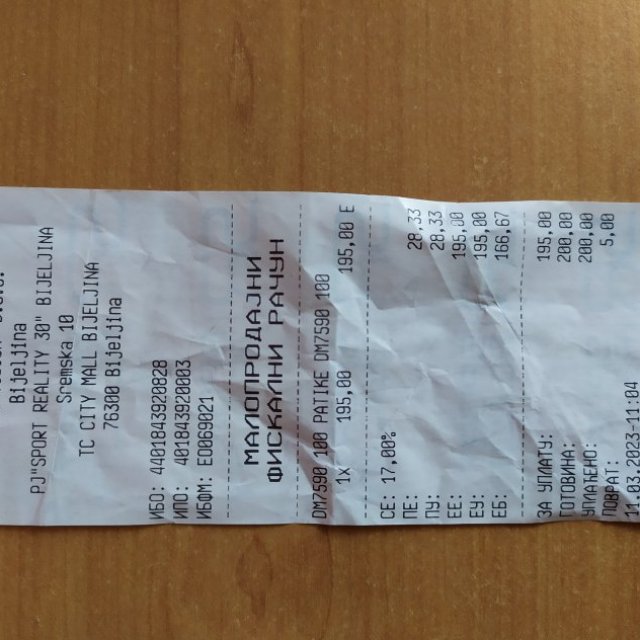 Bijeljina
PJ"SPORT REALITY 30" BIJELJINA
Sremska 10
TC CITY MALL BIJELJINA
76300 Bijeljina
ИБО: 4401843920028
ИПО: 401843920003
ИБФМ: E0069021
МАЛОПРОДАЈНИ
ФИСКАЛНИ РАЧУН
DM7590 100 PATIKE DM7590 100
1x 195,00 195,00 E
СЕ: 17,00%
ПЕ: 28,33
ПУ: 28,33
ЕЕ: 195,00
ЕУ: 195,00
ЕБ: 166,67
ЗА УПЛАТУ: 195,00
ГОТОВИНА: 200,00
УПЛАЋЕНО: 200,00
ПОВРАТ: 5,00
11.03.2023-11:04